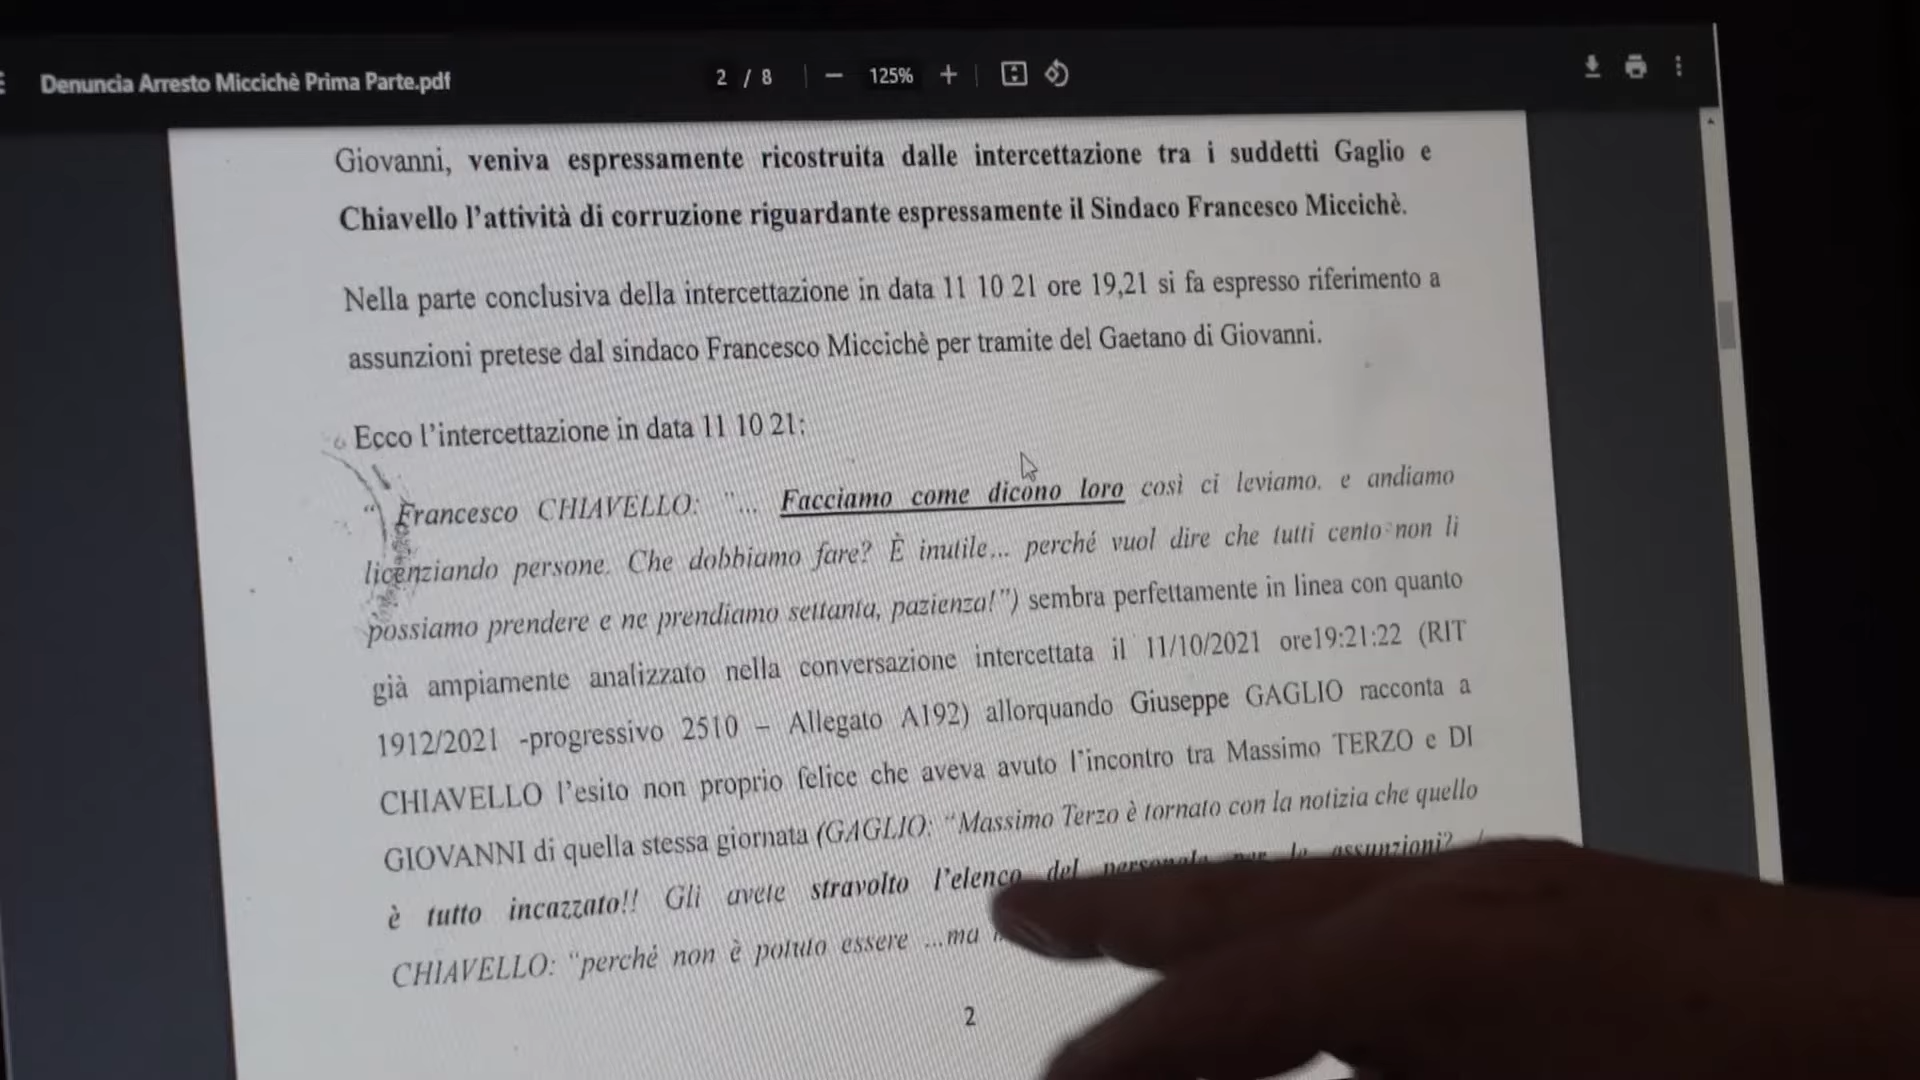 Denuncia Arresto Miccichè Prima Parte.pdf
2 / 8
125%
Giovanni, veniva espressamente ricostruita dalle intercettazione tra i suddetti Gaglio e
Chiavello l’attività di corruzione riguardante espressamente il Sindaco Francesco Miccichè.
Nella parte conclusiva della intercettazione in data 11 10 21 ore 19,21 si fa espresso riferimento a
assunzioni pretese dal sindaco Francesco Miccichè per tramite del Gaetano di Giovanni.
Ecco l’intercettazione in data 11 10 21:
“ Francesco CHIAVELLO: "... Facciamo come dicono loro così ci leviamo. e andiamo
licenziando persone. Che dobbiamo fare? È inutile... perché vuol dire che tutti cento non li
possiamo prendere e ne prendiamo settanta, pazienza!") sembra perfettamente in linea con quanto
già ampiamente analizzato nella conversazione intercettata il 11/10/2021 ore19:21:22 (RIT
1912/2021 -progressivo 2510 – Allegato A192) allorquando Giuseppe GAGLIO racconta a
CHIAVELLO l’esito non proprio felice che aveva avuto l’incontro tra Massimo TERZO e DI
GIOVANNI di quella stessa giornata (GAGLIO: “Massimo Terzo è tornato con la notizia che quello
è tutto incazzato!! Gli avete stravolto l’elenco del personale per le assunzioni?
CHIAVELLO: “perché non è potuto essere ...ma
2